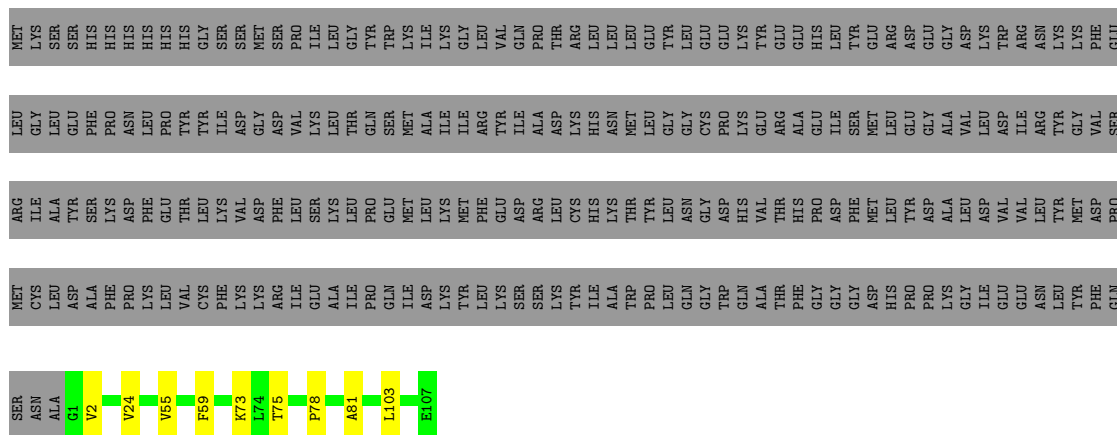 MET LYS SER SER HIS HIS HIS HIS HIS HIS GLY SER SER MET SER PRO ILE LEU GLY TYR TRP LYS ILE LYS GLY LEU VAL GLN PRO THR ARG LEU LEU LEU GLU TYR LEU GLU GLU LYS TYR GLU GLU HIS LEU TYR GLU ARG ASP GLU GLY ASP LYS TRP ARG ASN LYS LYS PHE GLU
LEU GLY LEU GLU PHE PRO ASN LEU PRO TYR TYR ILE ASP GLY ASP VAL LYS LEU THR GLN SER MET ALA ILE ILE ARG TYR ILE ALA ASP LYS HIS ASN MET LEU GLY GLY CYS PRO LYS GLU ARG ALA GLU ILE SER MET LEU GLU GLY ALA VAL LEU ASP ILE ARG TYR GLY VAL SER
ARG ILE ALA TYR SER LYS ASP PHE GLU THR LEU LYS VAL ASP PHE LEU SER LYS LEU PRO GLU MET LEU LYS MET PHE GLU ASP ARG LEU CYS HIS LYS THR TYR LEU ASN GLY ASP HIS VAL THR HIS PRO ASP PHE MET LEU TYR ASP ALA LEU ASP VAL VAL LEU TYR MET ASP PRO
MET CYS LEU ASP ALA PHE PRO LYS LEU VAL CYS PHE LYS LYS ARG ILE GLU ALA ILE PRO GLN ILE ASP LYS TYR LEU LYS SER SER LYS TYR ILE ALA TRP PRO LEU GLN GLY TRP GLN ALA THR PHE GLY GLY GLY ASP HIS PRO PRO LYS GLY ILE GLU GLU ASN LEU TYR PHE GLN
SER ASN ALA G1 V2 V24 V55 F59 K73 L74 T75 P78 A81 L103 E107